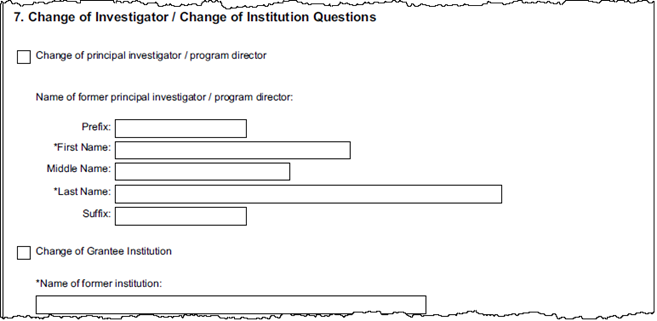 7. Change of Investigator / Change of Institution Questions
Change of principal investigator / program director
Name of former principal investigator / program director:
Prefix:
*First Name:
Middle Name:
*Last Name:
Suffix:
Change of Grantee Institution
*Name of former institution: